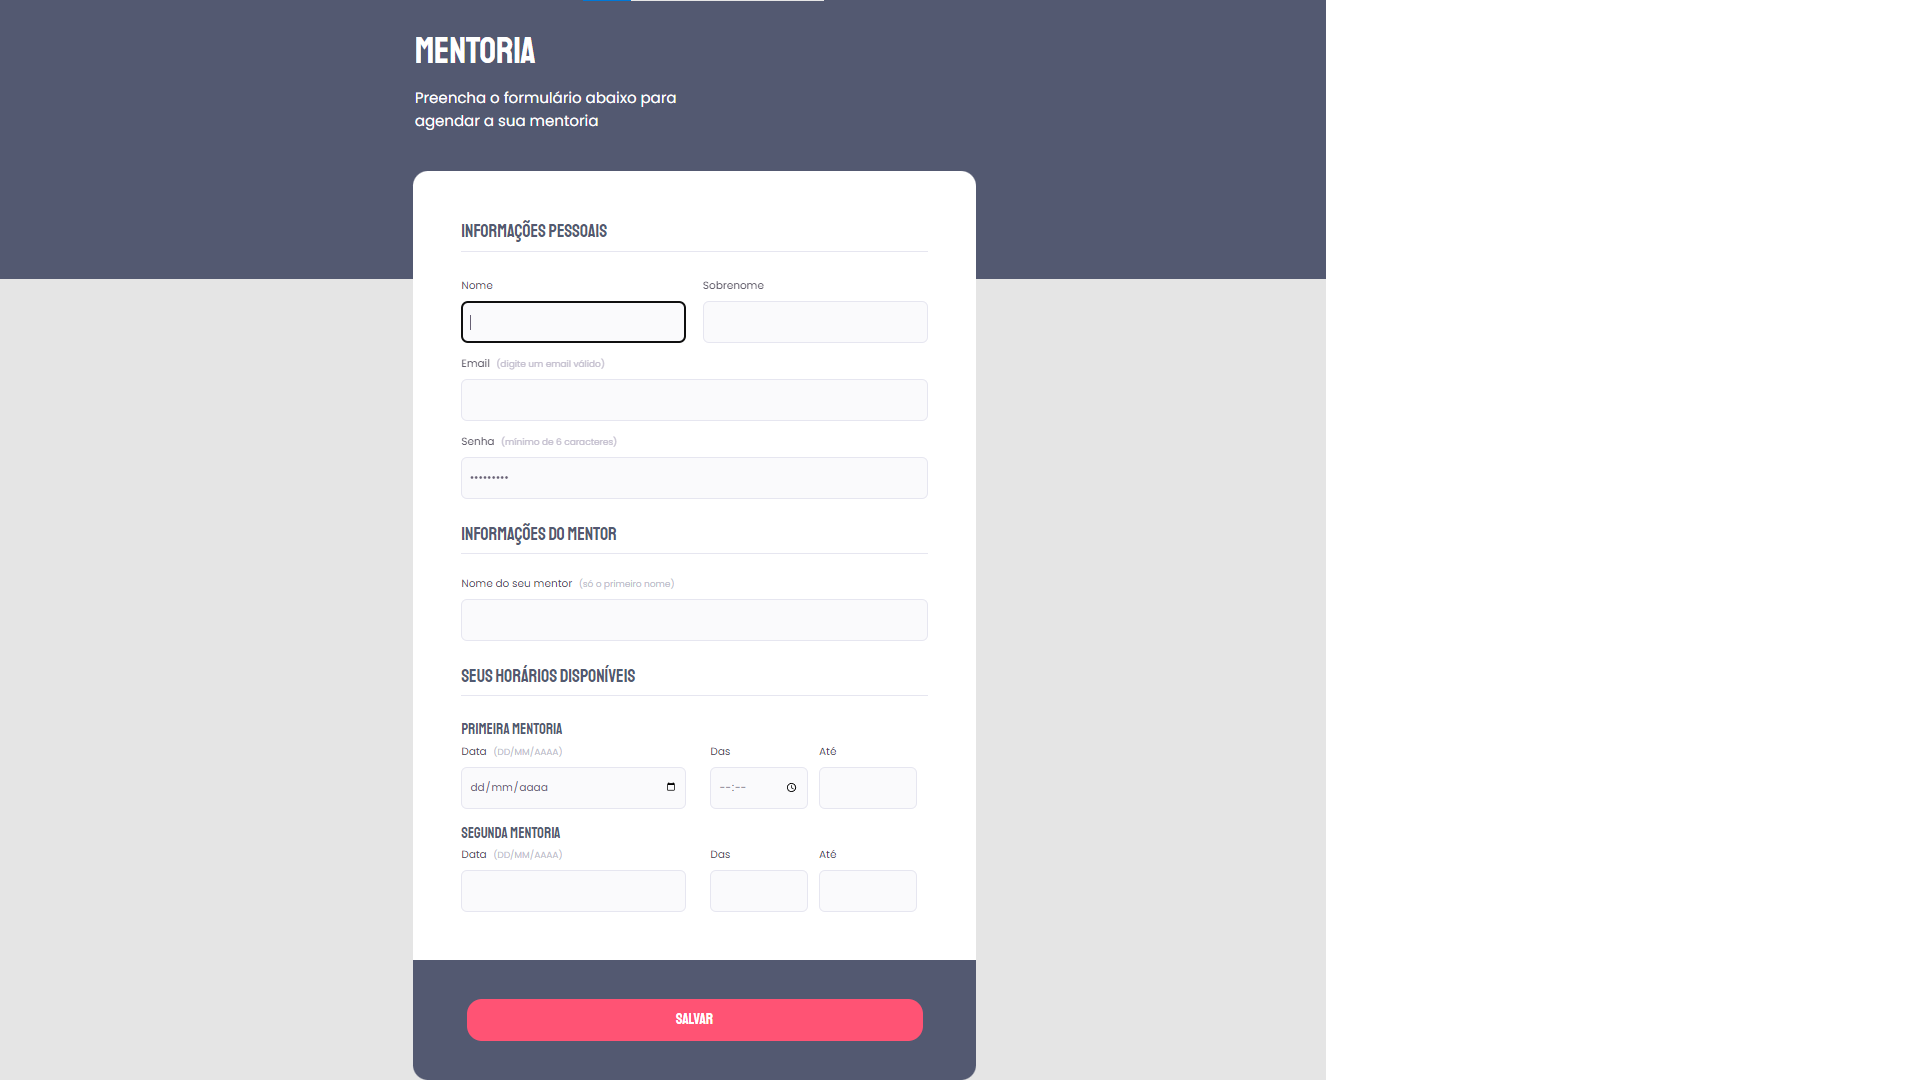 MENTORIA
Preencha o formulário abaixo para
agendar a sua mentoria
INFORMAÇÕES PESSOAIS
Nome Sobrenome
Email (digite um email válido)
Senha (mínimo de 6 caracteres)
•••••••••
INFORMAÇÕES DO MENTOR
Nome do seu mentor (só o primeiro nome)
SEUS HORÁRIOS DISPONÍVEIS
PRIMEIRA MENTORIA
Data (DD/MM/AAAA) Das Até
dd/mm/aaaa --:--
SEGUNDA MENTORIA
Data (DD/MM/AAAA) Das Até
SALVAR